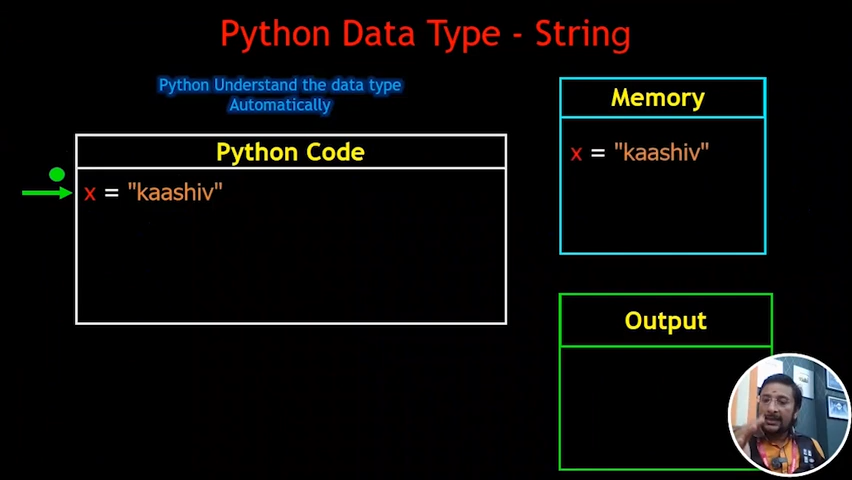 Python Data Type - String
Python Understand the data type
Automatically
Python Code
x = "kaashiv"
Memory
x = "kaashiv"
Output